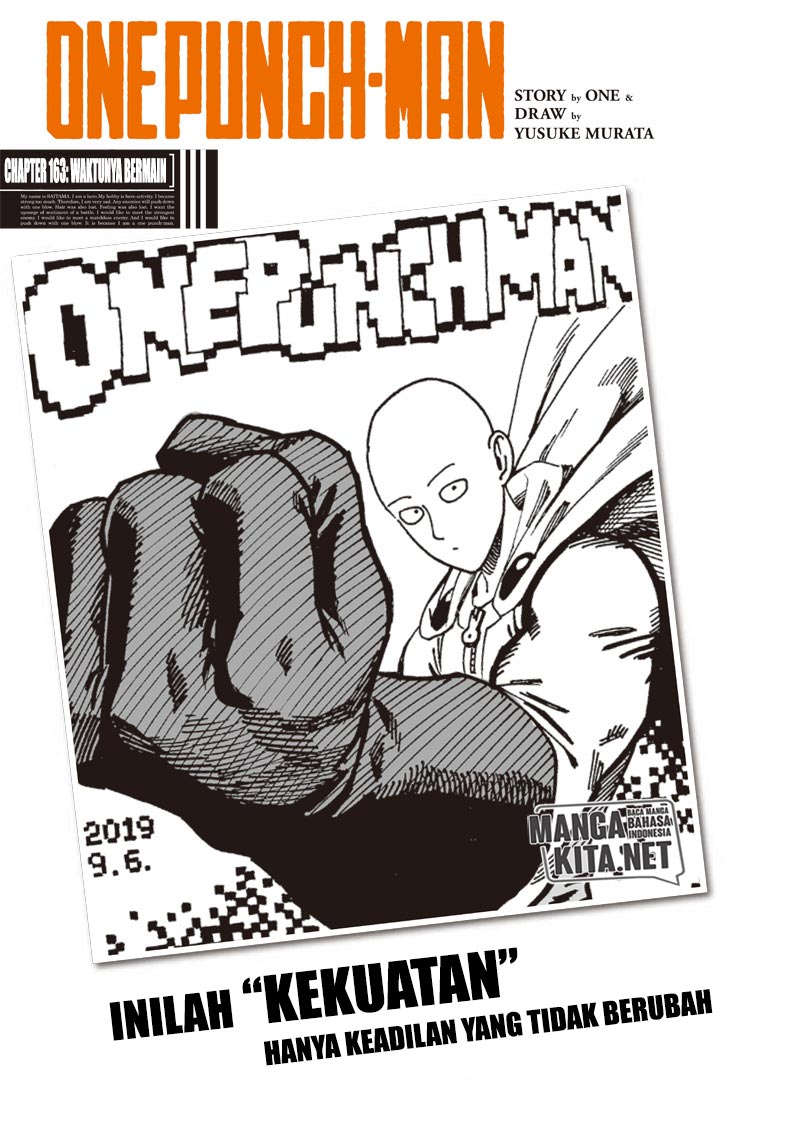 ONE PUNCH-MAN
STORY by ONE &
DRAW by
YUSUKE MURATA
CHAPTER 163: WAKTUNYA BERMAIN
My name is SAITAMA. I am a hero. My hobby is heroic activity. I became
strong too much. Therefore, I am very sad. Any enemies will push down
with one blow. Hair was also lost. Feeling was also lost. I want the
upsurge of sentiment of a battle. I would like to meet the strongest
enemy. I would like to meet a matchless enemy. And I would like to
push down with one blow. It is because I am a one punch-man.
ONEPUNCHMAN
2019
9.6.
MANGA BACA MANGA
BAHASA
INDONESIA
KITA.NET
INILAH “KEKUATAN”
HANYA KEADILAN YANG TIDAK BERUBAH